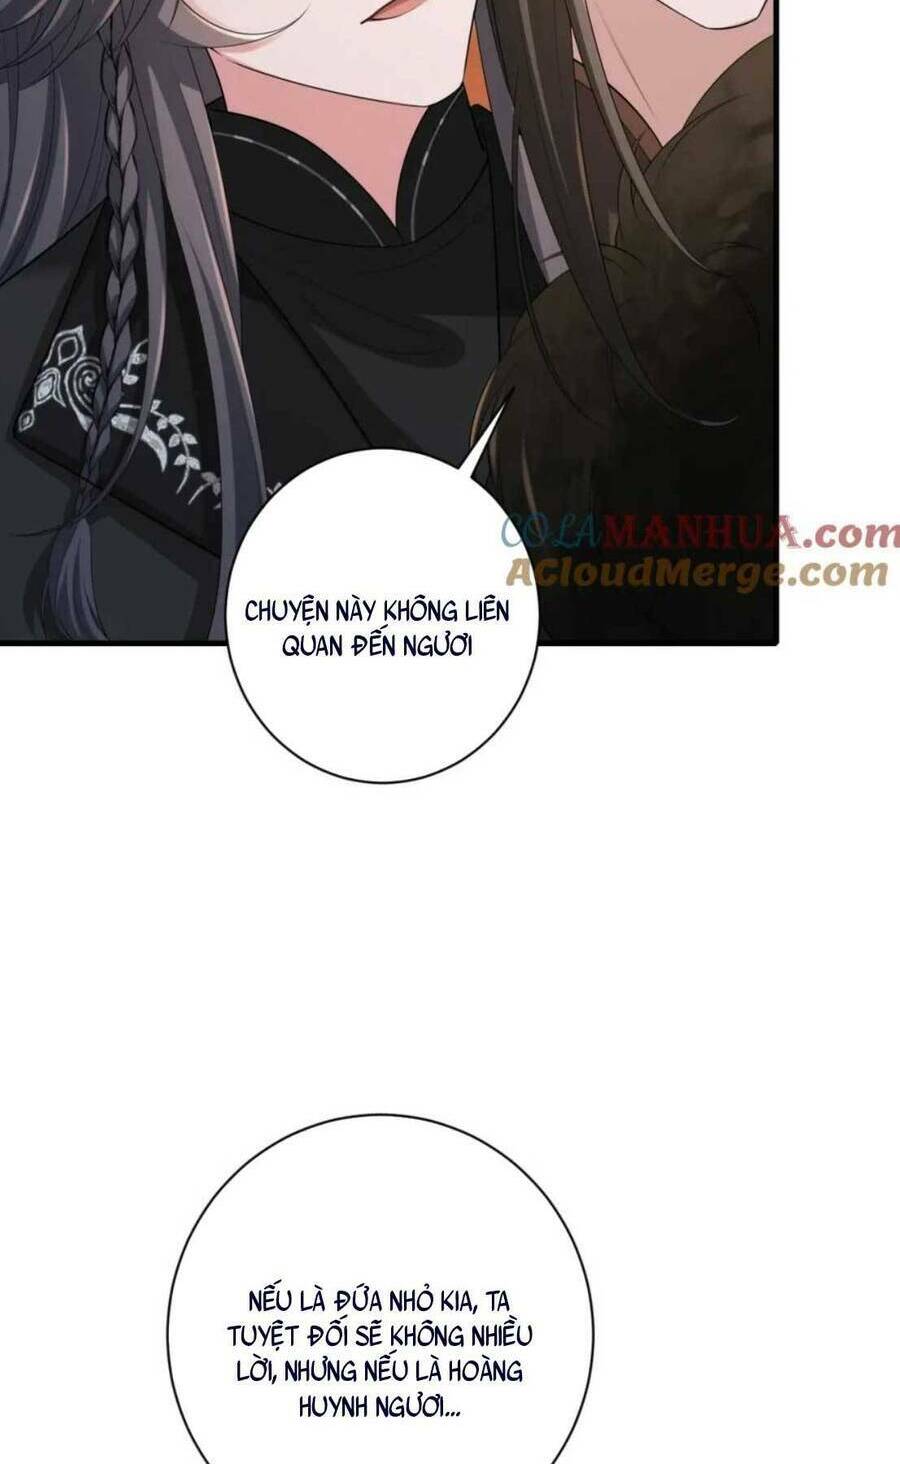 COLAMANHUA.com
ACloudMerge.com
CHUYỆN NÀY KHÔNG LIÊN
QUAN ĐẾN NGƯƠI
NẾU LÀ ĐỨA NHỎ KIA, TA
TUYỆT ĐỐI SẼ KHÔNG NHIỀU
LỜI, NHƯNG NẾU LÀ HOÀNG
HUYNH NGƯƠI...